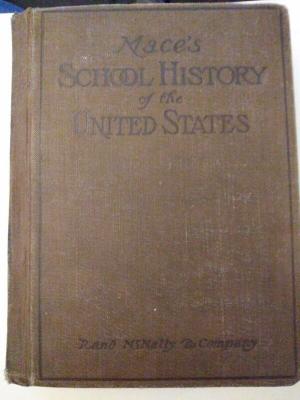 Mace's
SCHOOL HISTORY
of the
UNITED STATES
Rand McNally & Company